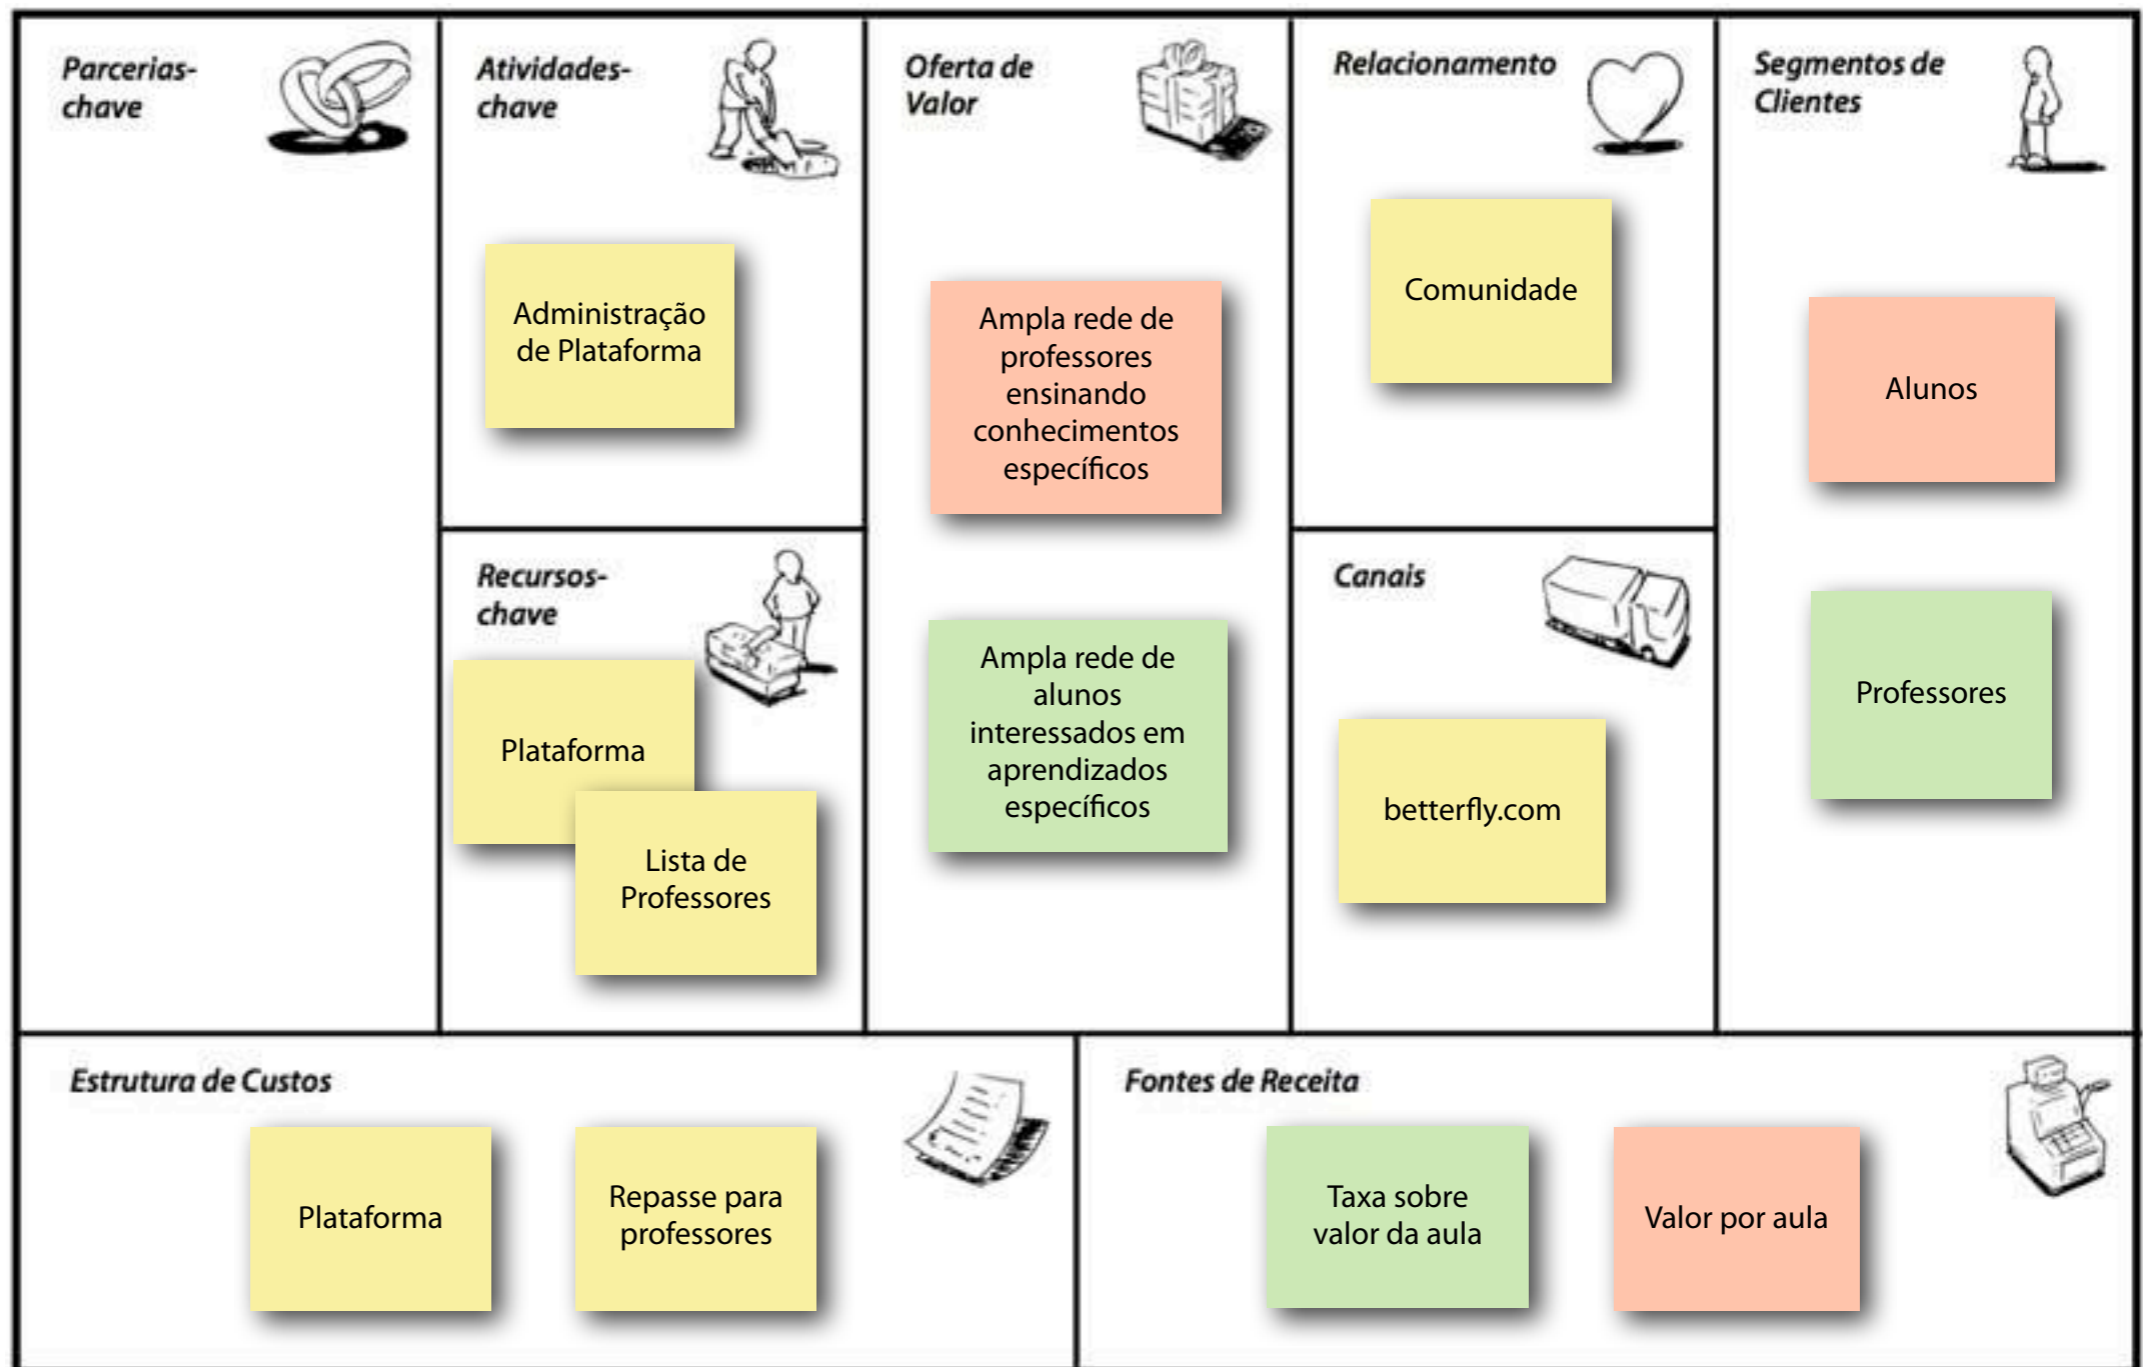 Parcerias-
chave
Atividades-
chave
Administração
de Plataforma
Recursos-
chave
Plataforma
Lista de
Professores
Oferta de
Valor
Ampla rede de
professores
ensinando
conhecimentos
específicos
Ampla rede de
alunos
interessados em
aprendizados
específicos
Relacionamento
Comunidade
Canais
betterfly.com
Segmentos de
Clientes
Alunos
Professores
Estrutura de Custos
Plataforma
Repasse para
professores
Fontes de Receita
Taxa sobre
valor da aula
Valor por aula